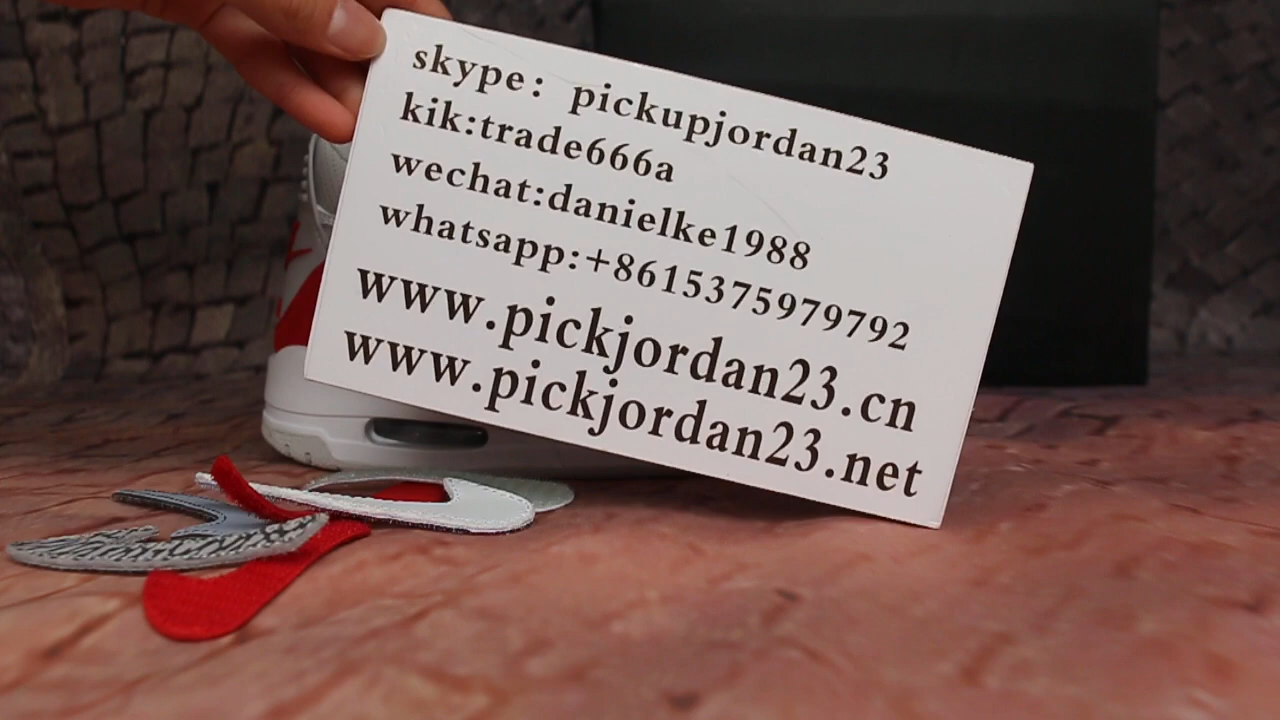 skype: pickupjordan23
kik:trade666a
wechat:danielke1988
whatsapp:+8615375979792
www.pickjordan23.cn
www.pickjordan23.net